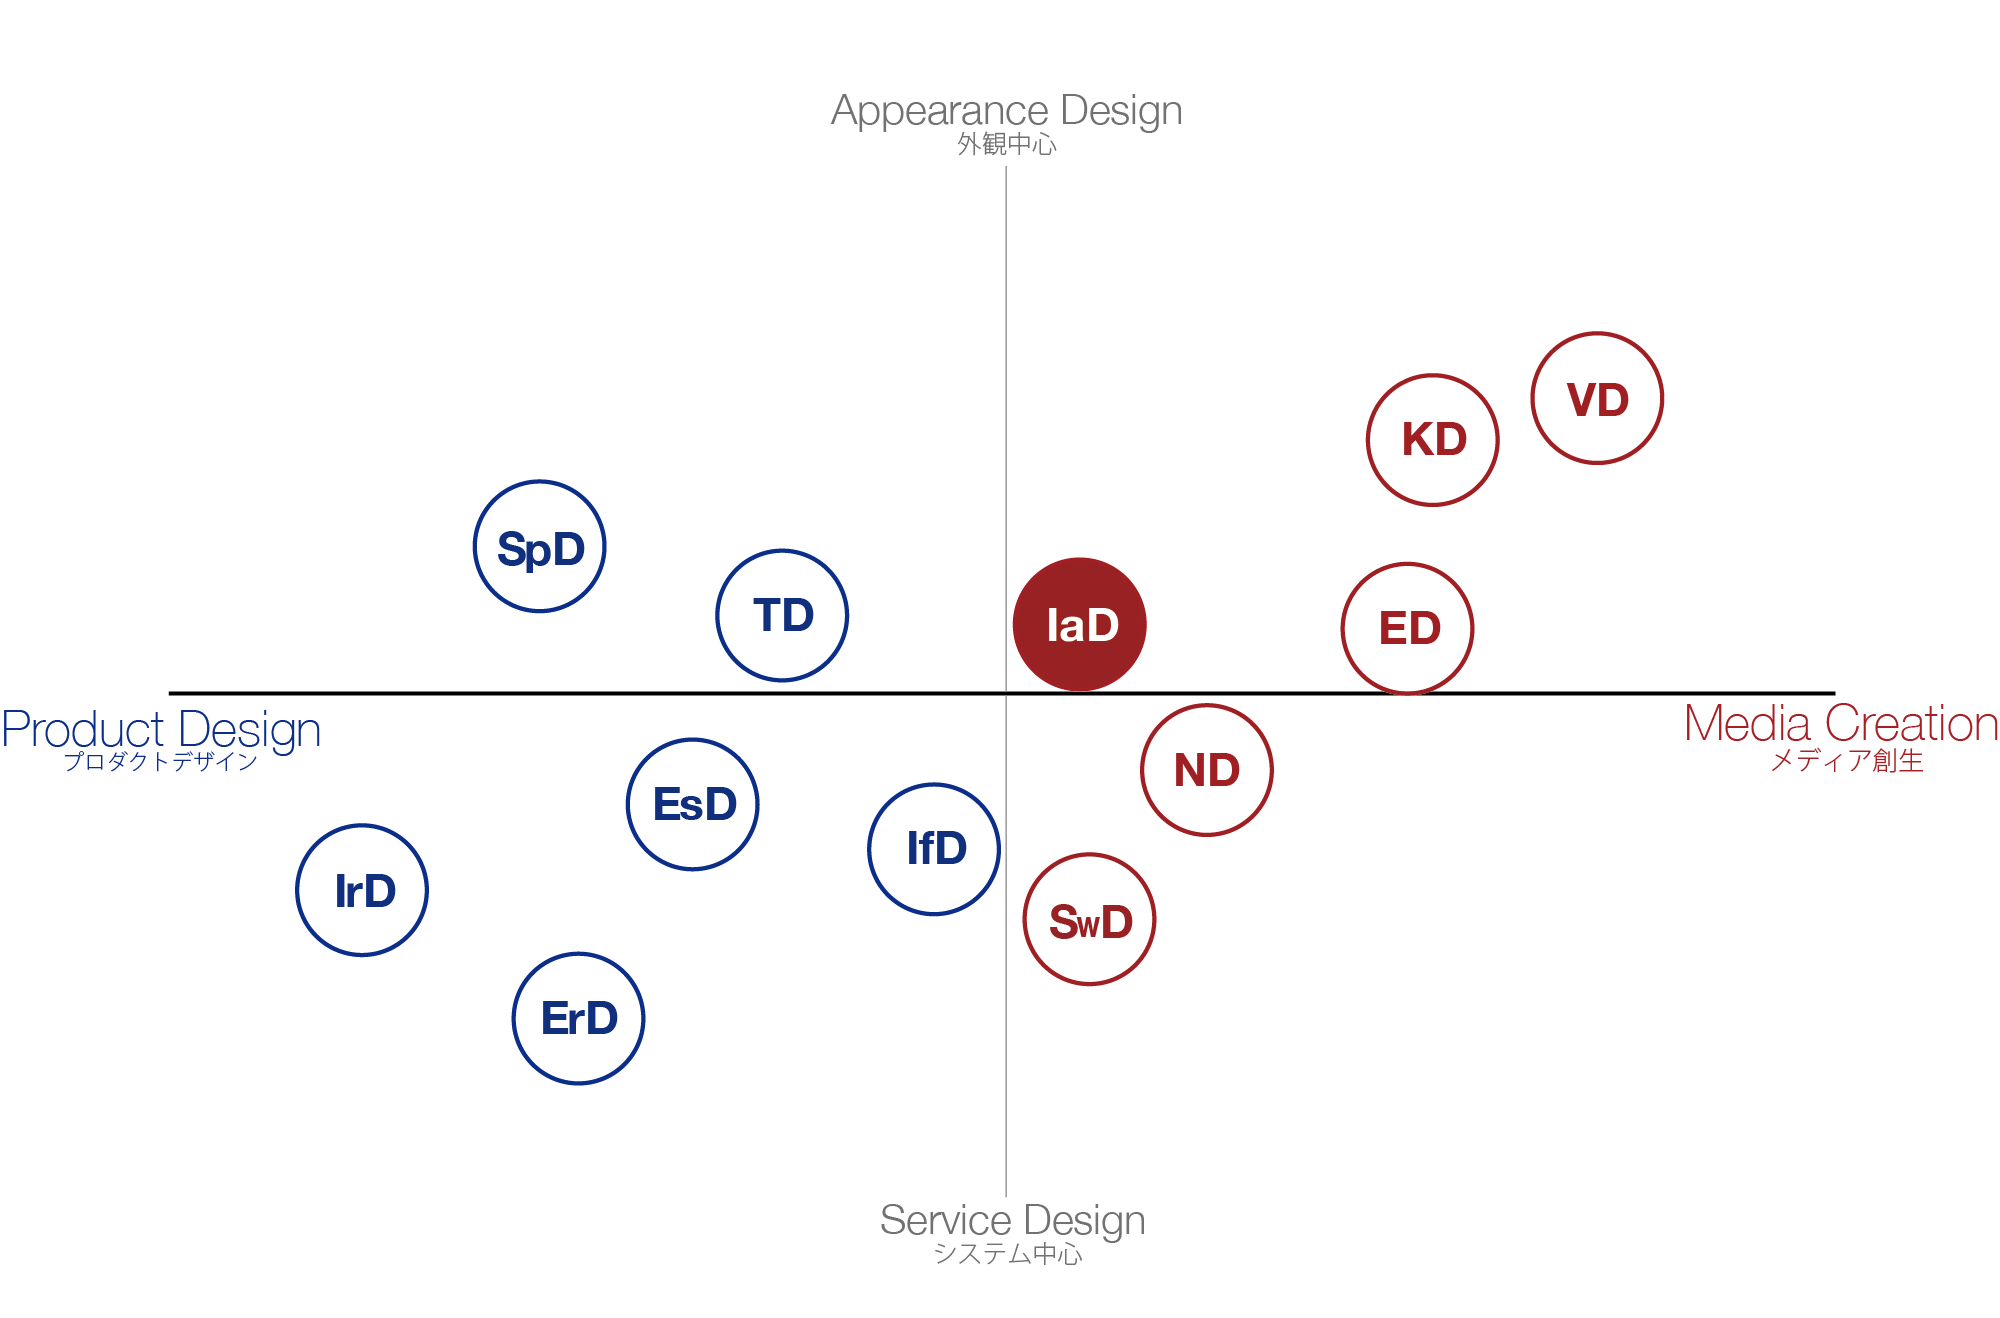 Appearance Design
外観中心
VD
KD
SpD
TD
IaD
ED
Product Design
プロダクトデザイン
Media Creation
メディア創生
ND
EsD
IfD
IrD
SwD
ErD
Service Design
システム中心